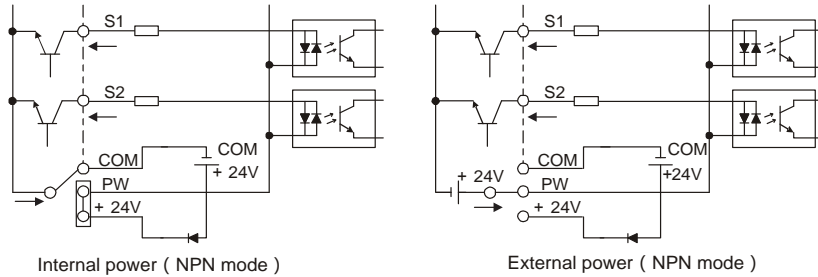 S1
S2
COM
COM
+ 24V
PW
+ 24V
Internal power ( NPN mode )
S1
S2
COM
COM
+24V
+ 24V
PW
+ 24V
External power ( NPN mode )